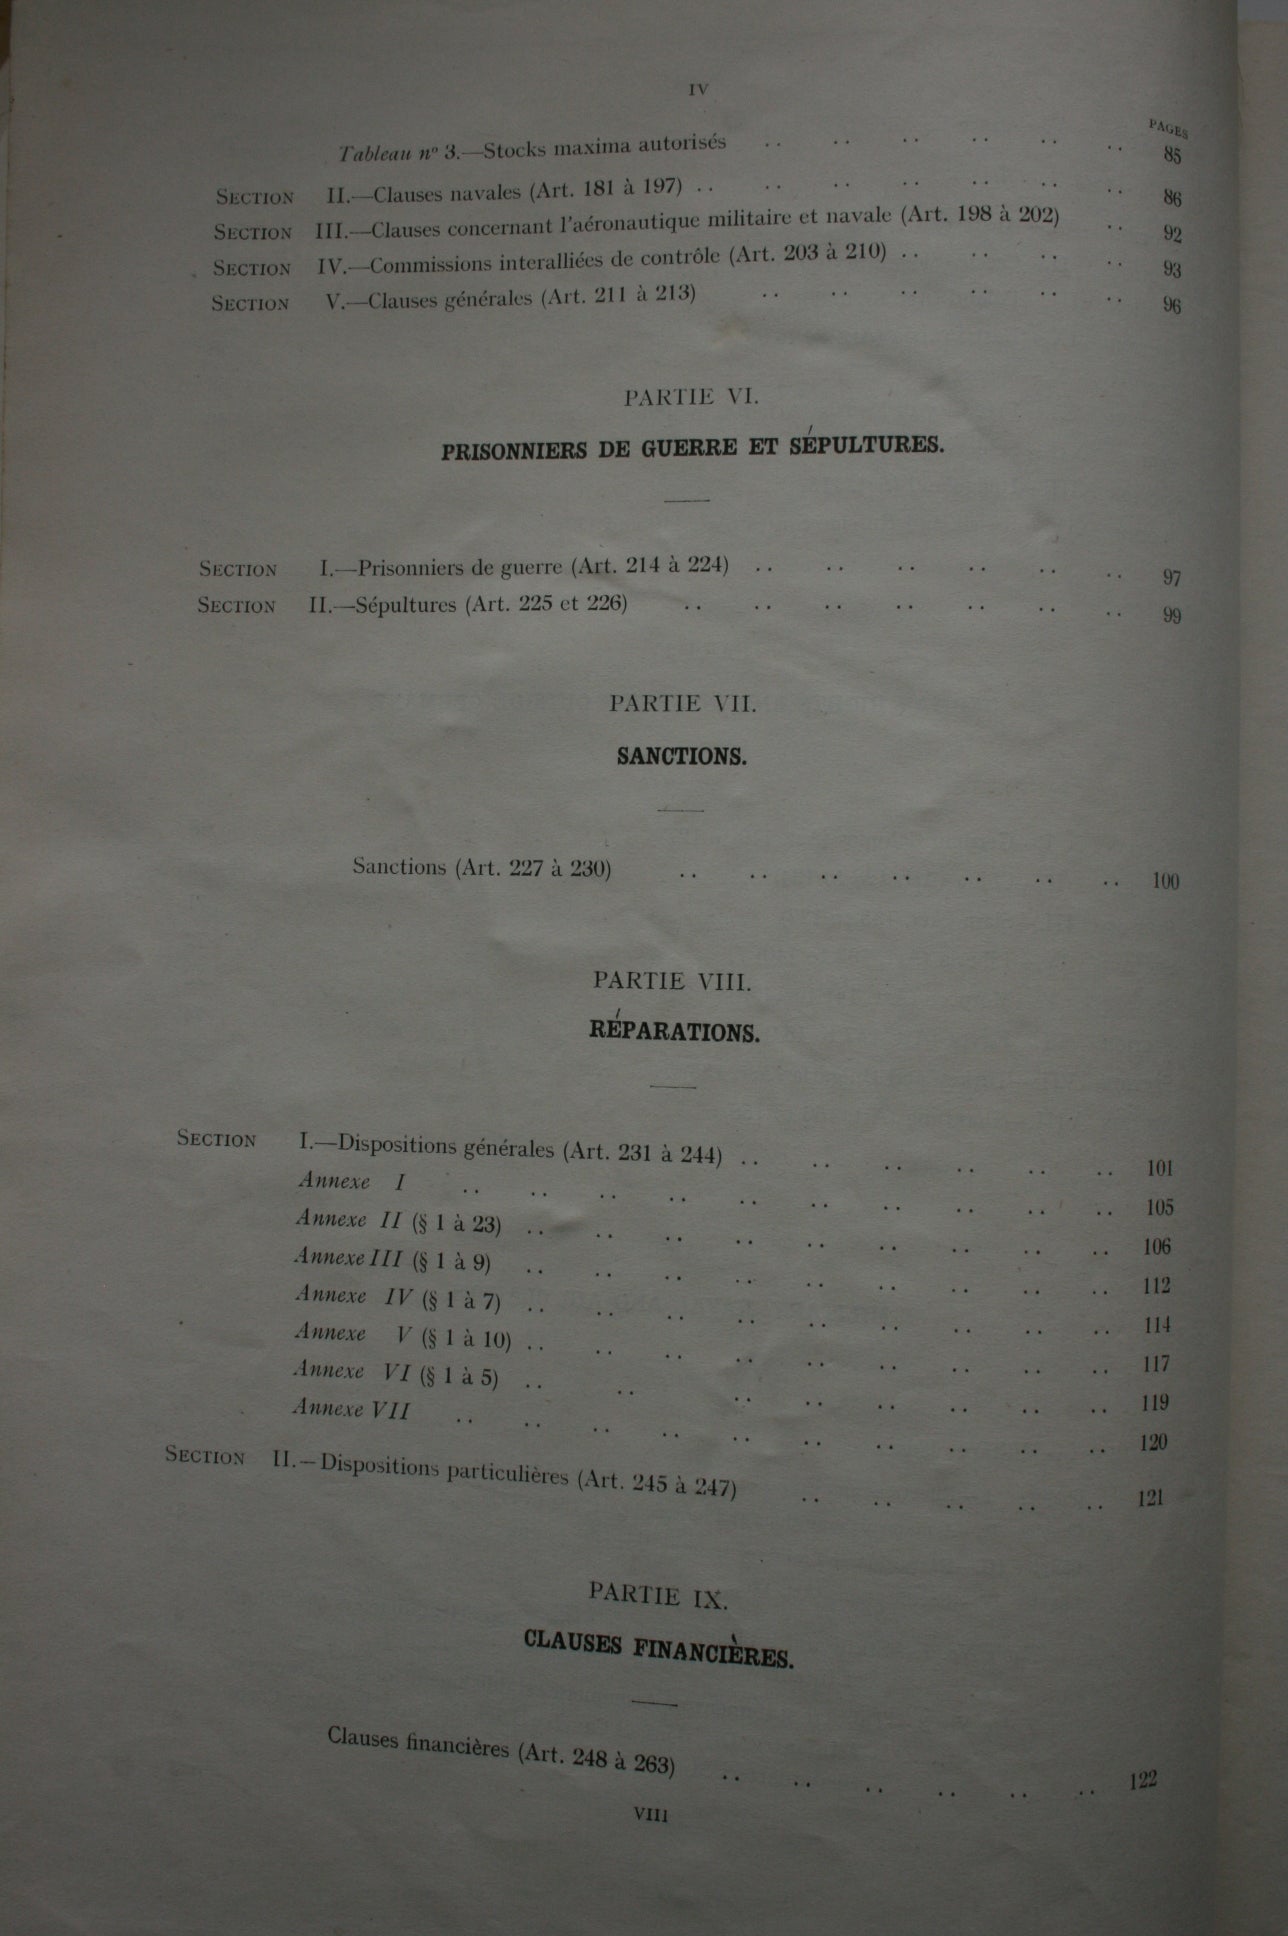 IV
PAGES
Tableau n° 3.—Stocks maxima autorisés .. .. .. .. .. .. 85
SECTION II.—Clauses navales (Art. 181 à 197) .. .. .. .. .. .. .. 86
SECTION III.—Clauses concernant l'aéronautique militaire et navale (Art. 198 à 202) .. 92
SECTION IV.—Commissions interalliées de contrôle (Art. 203 à 210) .. .. .. .. 93
SECTION V.—Clauses générales (Art. 211 à 213) .. .. .. .. .. .. 96
PARTIE VI.
PRISONNIERS DE GUERRE ET SÉPULTURES.
SECTION I.—Prisonniers de guerre (Art. 214 à 224) .. .. .. .. .. .. 97
SECTION II.—Sépultures (Art. 225 et 226) .. .. .. .. .. .. .. 99
PARTIE VII.
SANCTIONS.
Sanctions (Art. 227 à 230) .. .. .. .. .. .. .. 100
PARTIE VIII.
RÉPARATIONS.
SECTION I.—Dispositions générales (Art. 231 à 244) .. .. .. .. .. .. 101
Annexe I .. .. .. .. .. .. .. .. .. .. 105
Annexe II (§ 1 à 23) .. .. .. .. .. .. .. .. .. 106
Annexe III (§ 1 à 9) .. .. .. .. .. .. .. .. .. 112
Annexe IV (§ 1 à 7) .. .. .. .. .. .. .. .. .. 114
Annexe V (§ 1 à 10) .. .. .. .. .. .. .. .. .. 117
Annexe VI (§ 1 à 5) .. .. .. .. .. .. .. .. 119
Annexe VII .. .. .. .. .. .. .. .. .. .. 120
SECTION II.—Dispositions particulières (Art. 245 à 247) .. .. .. .. .. 121
PARTIE IX.
CLAUSES FINANCIÈRES.
Clauses financières (Art. 248 à 263) .. .. .. .. .. .. 122
VIII